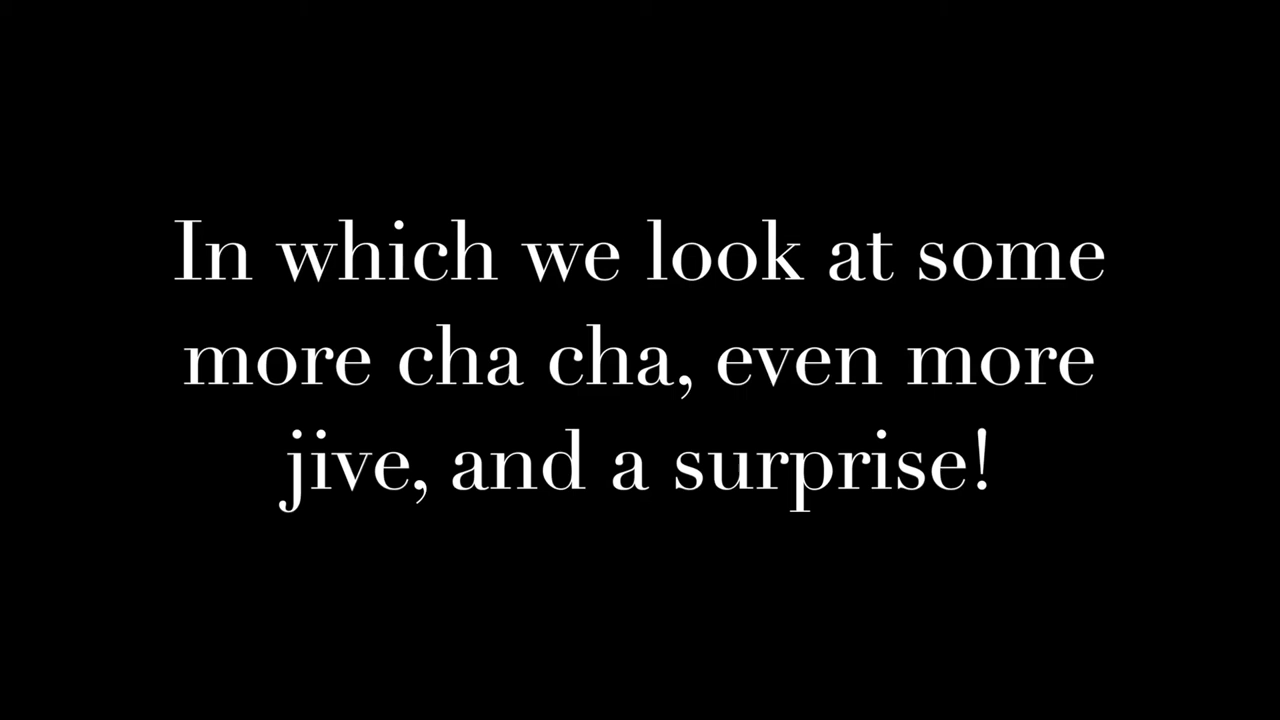 In which we look at some
more cha cha, even more
jive, and a surprise!